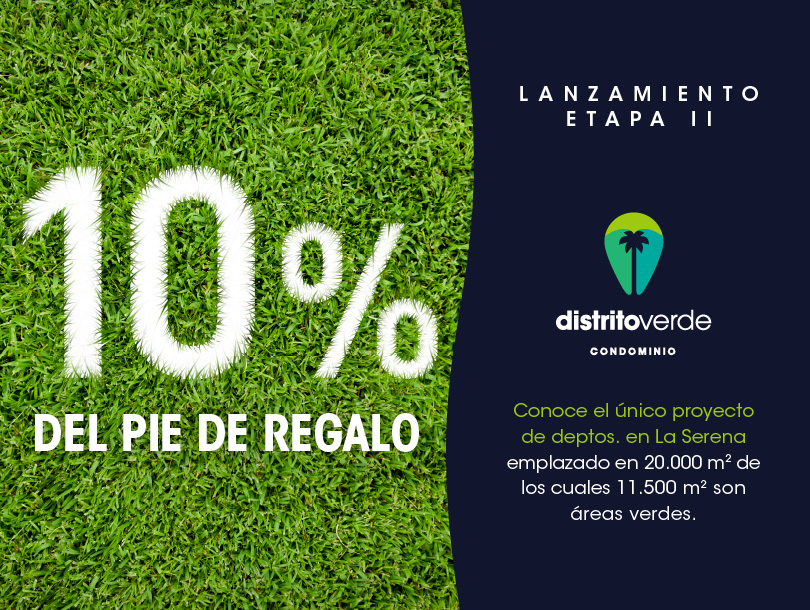 10%
DEL PIE DE REGALO
LANZAMIENTO
ETAPA II
distritoverde
CONDOMINIO
Conoce el único proyecto
de deptos. en La Serena
emplazado en 20.000 m² de
los cuales 11.500 m² son
áreas verdes.